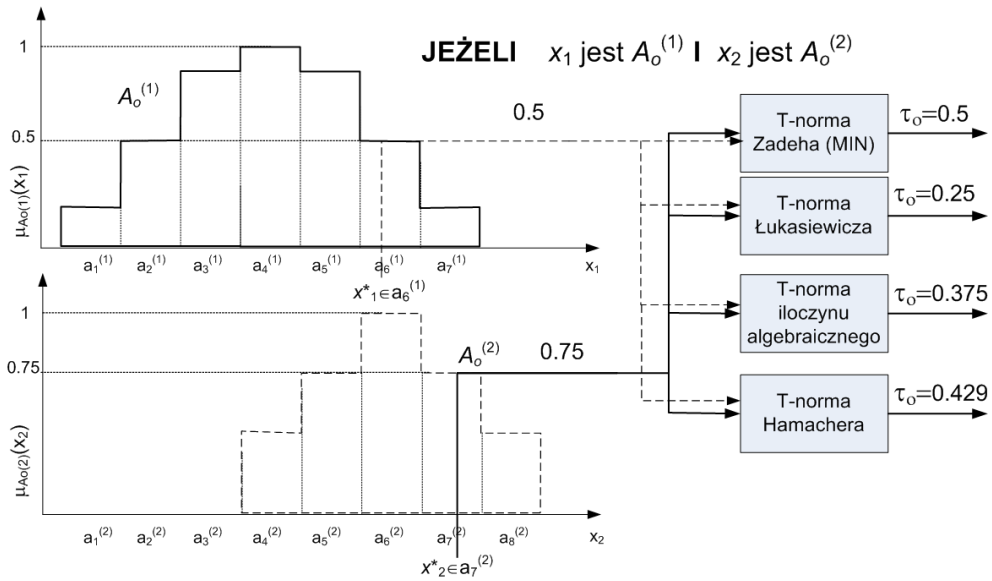 JEŻELI x₁ jest Aₒ⁽¹⁾ I x₂ jest Aₒ⁽²⁾
1
Aₒ⁽¹⁾
0.5
0.5
μAo(1)(x₁)
a₁⁽¹⁾ a₂⁽¹⁾ a₃⁽¹⁾ a₄⁽¹⁾ a₅⁽¹⁾ a₆⁽¹⁾ a₇⁽¹⁾ x₁
x*₁∈a₆⁽¹⁾
1
Aₒ⁽²⁾
0.75
0.75
μAo(2)(x₂)
a₁⁽²⁾ a₂⁽²⁾ a₃⁽²⁾ a₄⁽²⁾ a₅⁽²⁾ a₆⁽²⁾ a₇⁽²⁾ a₈⁽²⁾ x₂
x*₂∈a₇⁽²⁾
T-norma
Zadeha (MIN)
τₒ=0.5
T-norma
Łukasiewicza
τₒ=0.25
T-norma
iloczynu
algebraicznego
τₒ=0.375
T-norma
Hamachera
τₒ=0.429